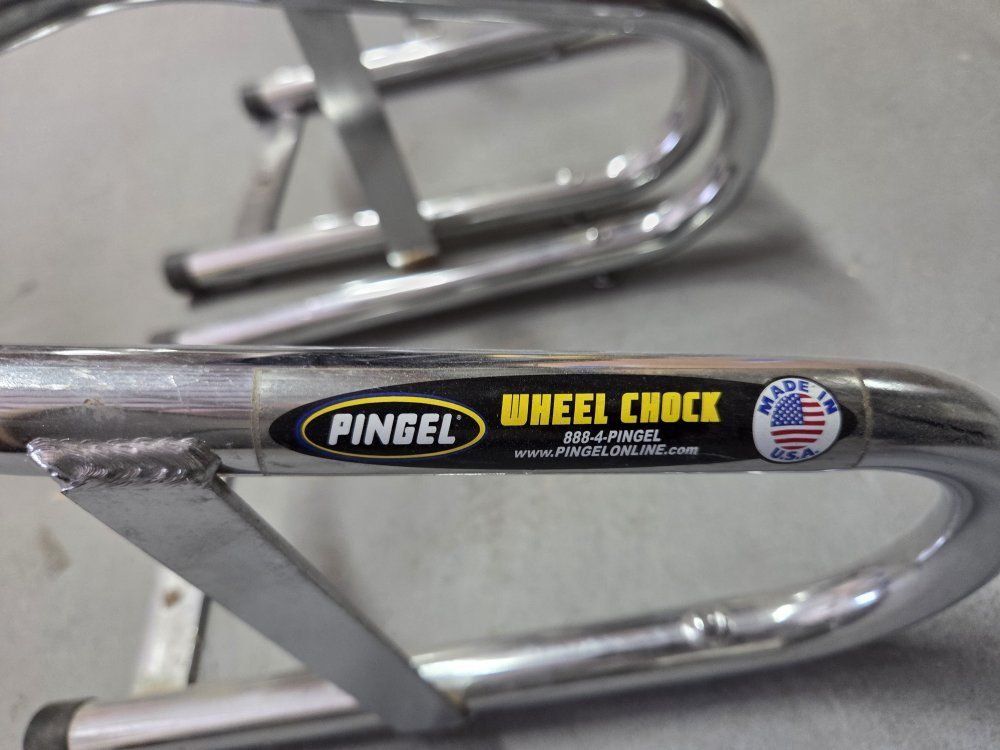 PINGEL®
WHEEL CHOCK
888-4-PINGEL
www.PINGELONLINE.com
MADE IN
U.S.A.